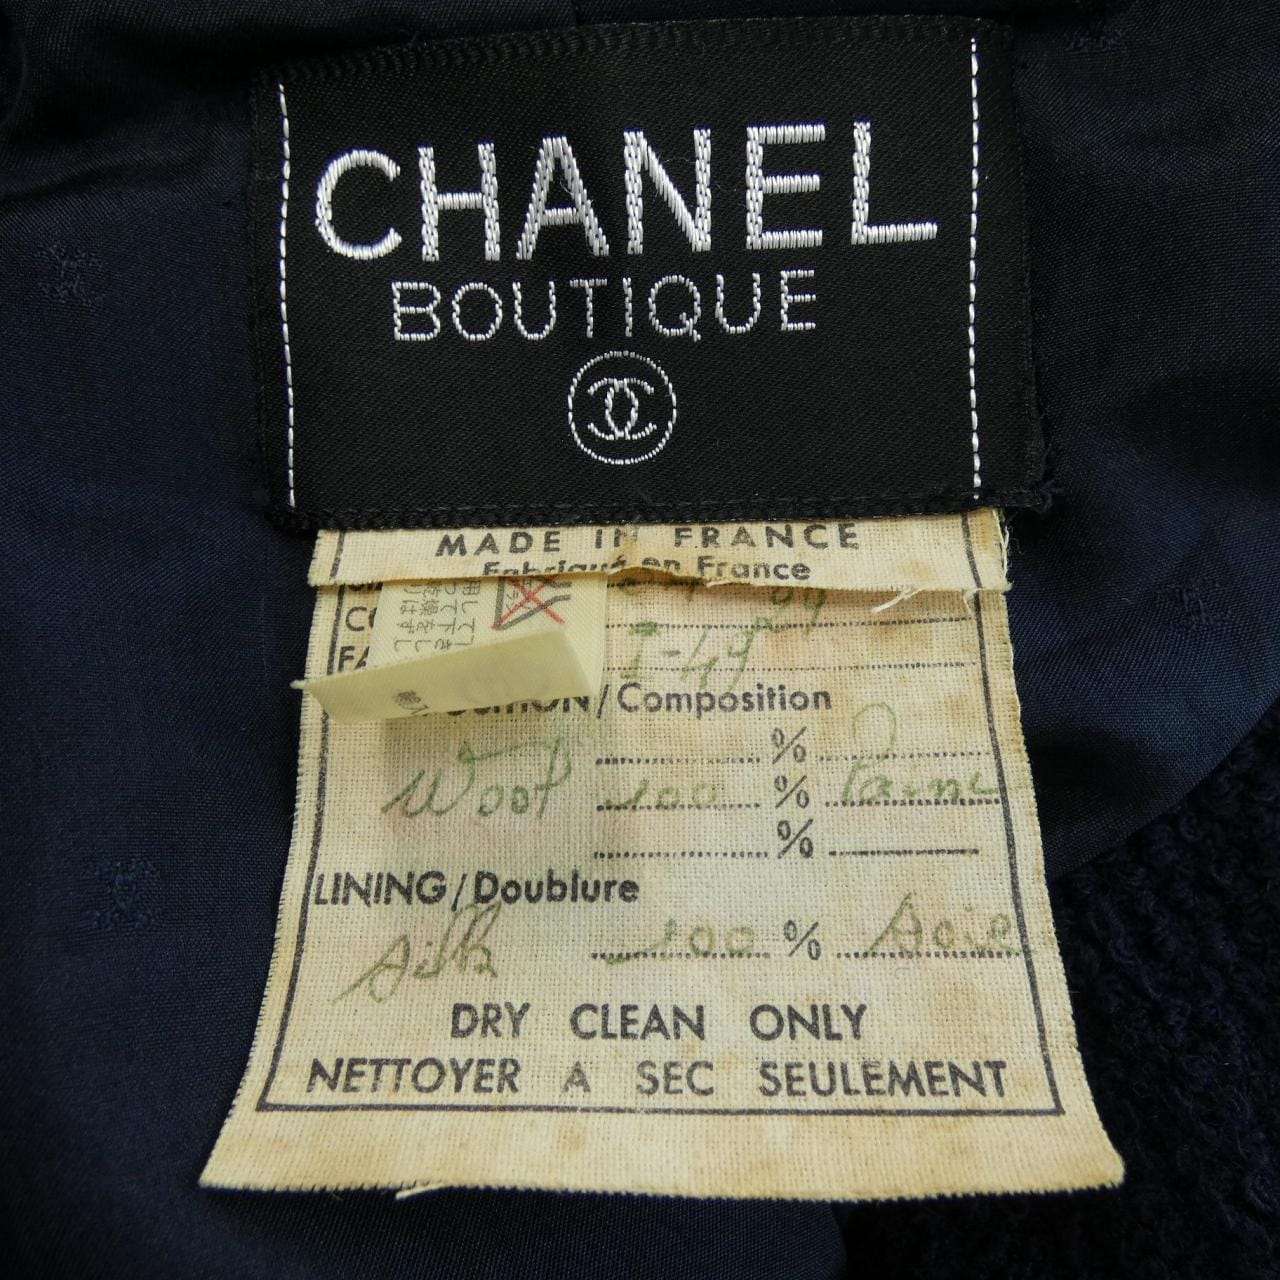 CHANEL
BOUTIQUE
MADE IN FRANCE
Fabriqué en France
I-49
/Composition
%
Wool 100 % Laine
%
LINING/Doublure
Silk 100 % Soie
DRY CLEAN ONLY
NETTOYER A SEC SEULEMENT